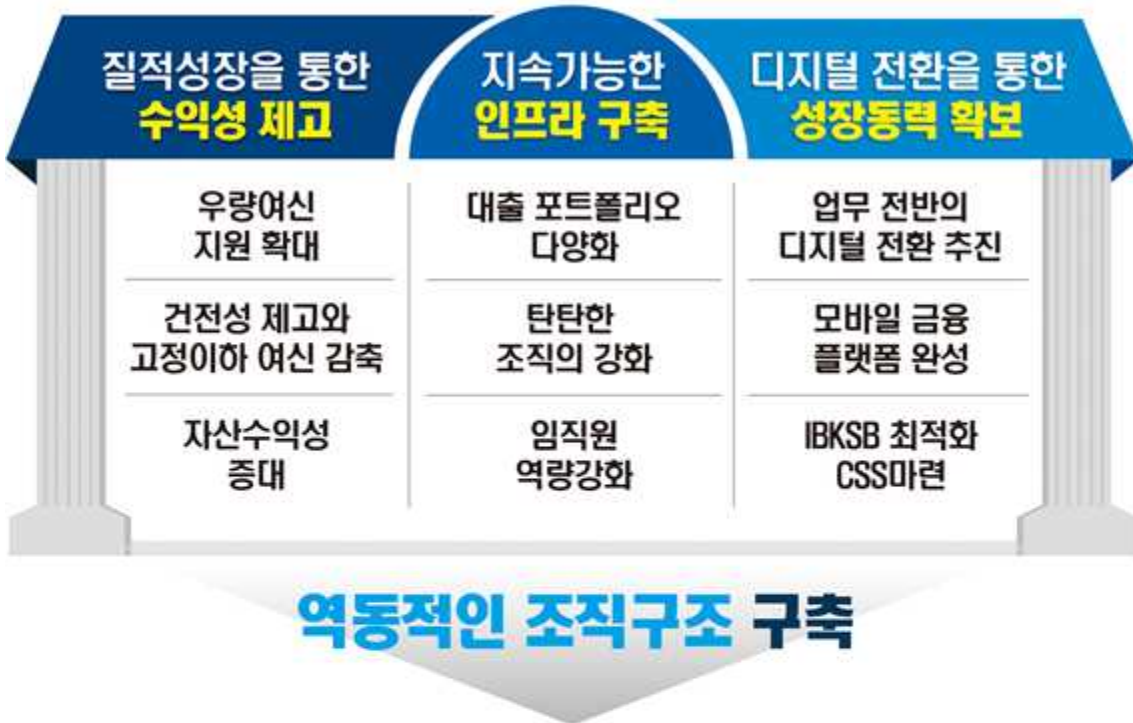 질적성장을 통한
수익성 제고
지속가능한
인프라 구축
디지털 전환을 통한
성장동력 확보
우량여신
지원 확대
대출 포트폴리오
다양화
업무 전반의
디지털 전환 추진
건전성 제고와
고정이하 여신 감축
탄탄한
조직의 강화
모바일 금융
플랫폼 완성
자산수익성
증대
임직원
역량강화
IBKSB 최적화
CSS마련
역동적인 조직구조 구축